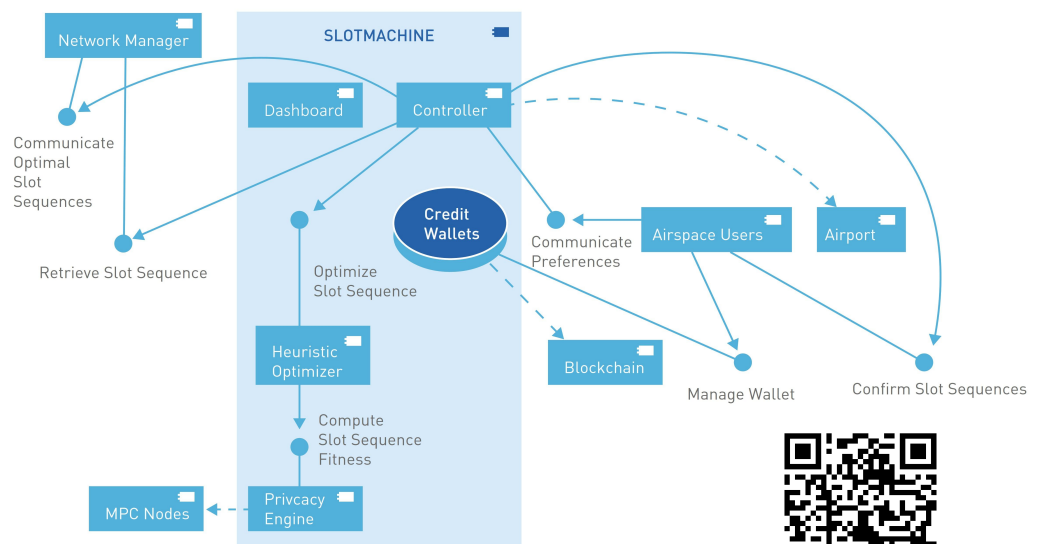 Network Manager
SLOTMACHINE
Dashboard
Controller
Communicate
Optimal
Slot
Sequences
Credit
Wallets
Airspace Users
Airport
Communicate
Preferences
Retrieve Slot Sequence
Optimize
Slot Sequence
Heuristic
Optimizer
Blockchain
Manage Wallet
Confirm Slot Sequences
Compute
Slot Sequence
Fitness
MPC Nodes
Privcacy
Engine